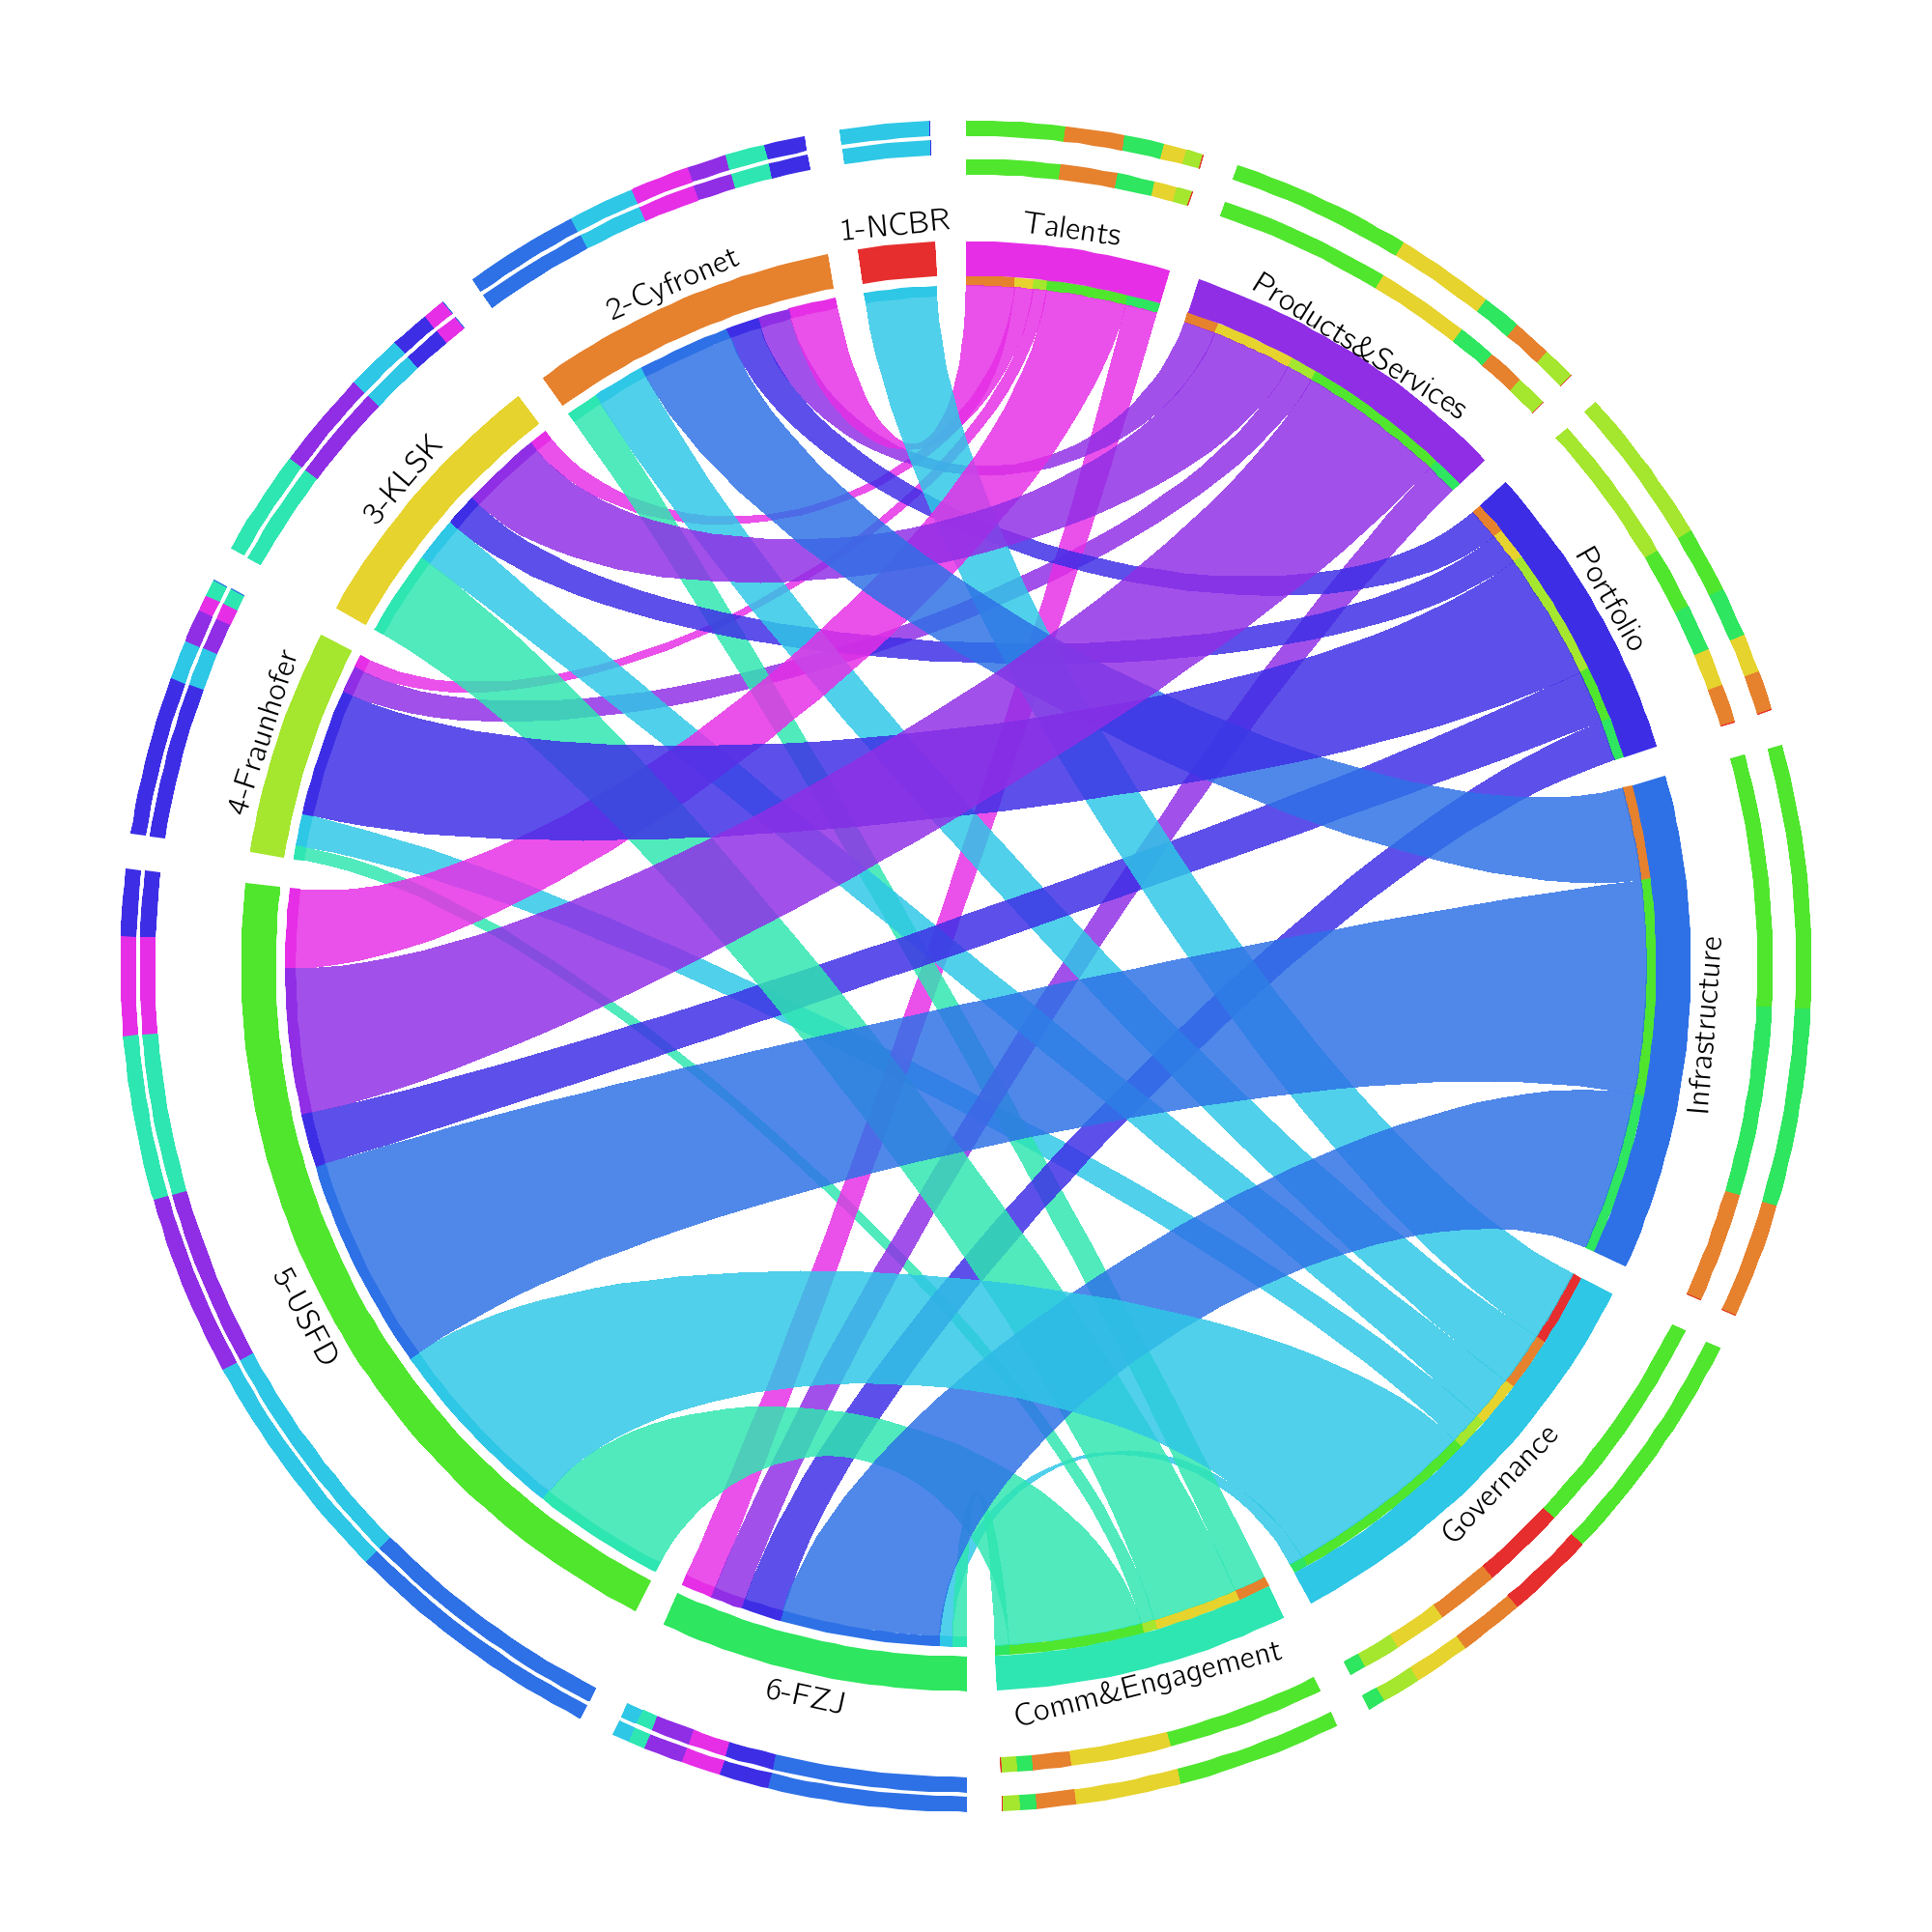 1-NCBR
Talents
2-Cyfronet
Products&Services
3-KLSK
Portfolio
4-Fraunhofer
Infrastructure
5-USFD
Governance
6-FZJ
Comm&Engagement